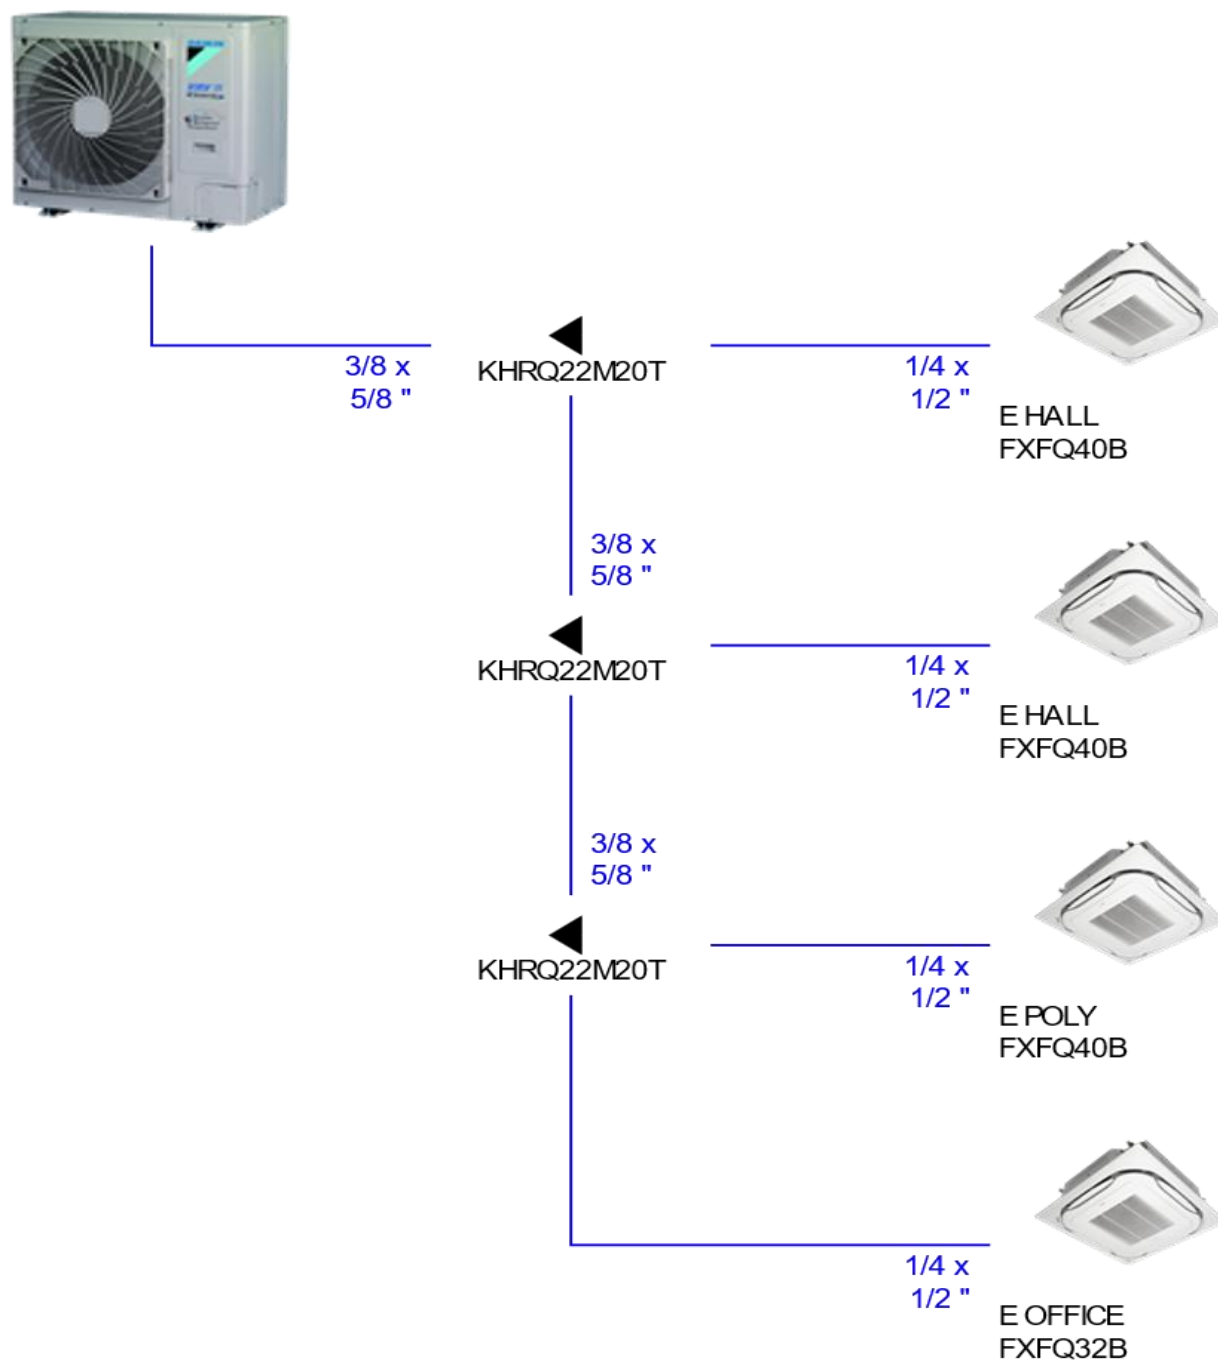 DAIKIN
3/8 x
5/8 "
KHRQ22M20T
1/4 x
1/2 "
E HALL
FXFQ40B
3/8 x
5/8 "
KHRQ22M20T
1/4 x
1/2 "
E HALL
FXFQ40B
3/8 x
5/8 "
KHRQ22M20T
1/4 x
1/2 "
E POLY
FXFQ40B
1/4 x
1/2 "
E OFFICE
FXFQ32B